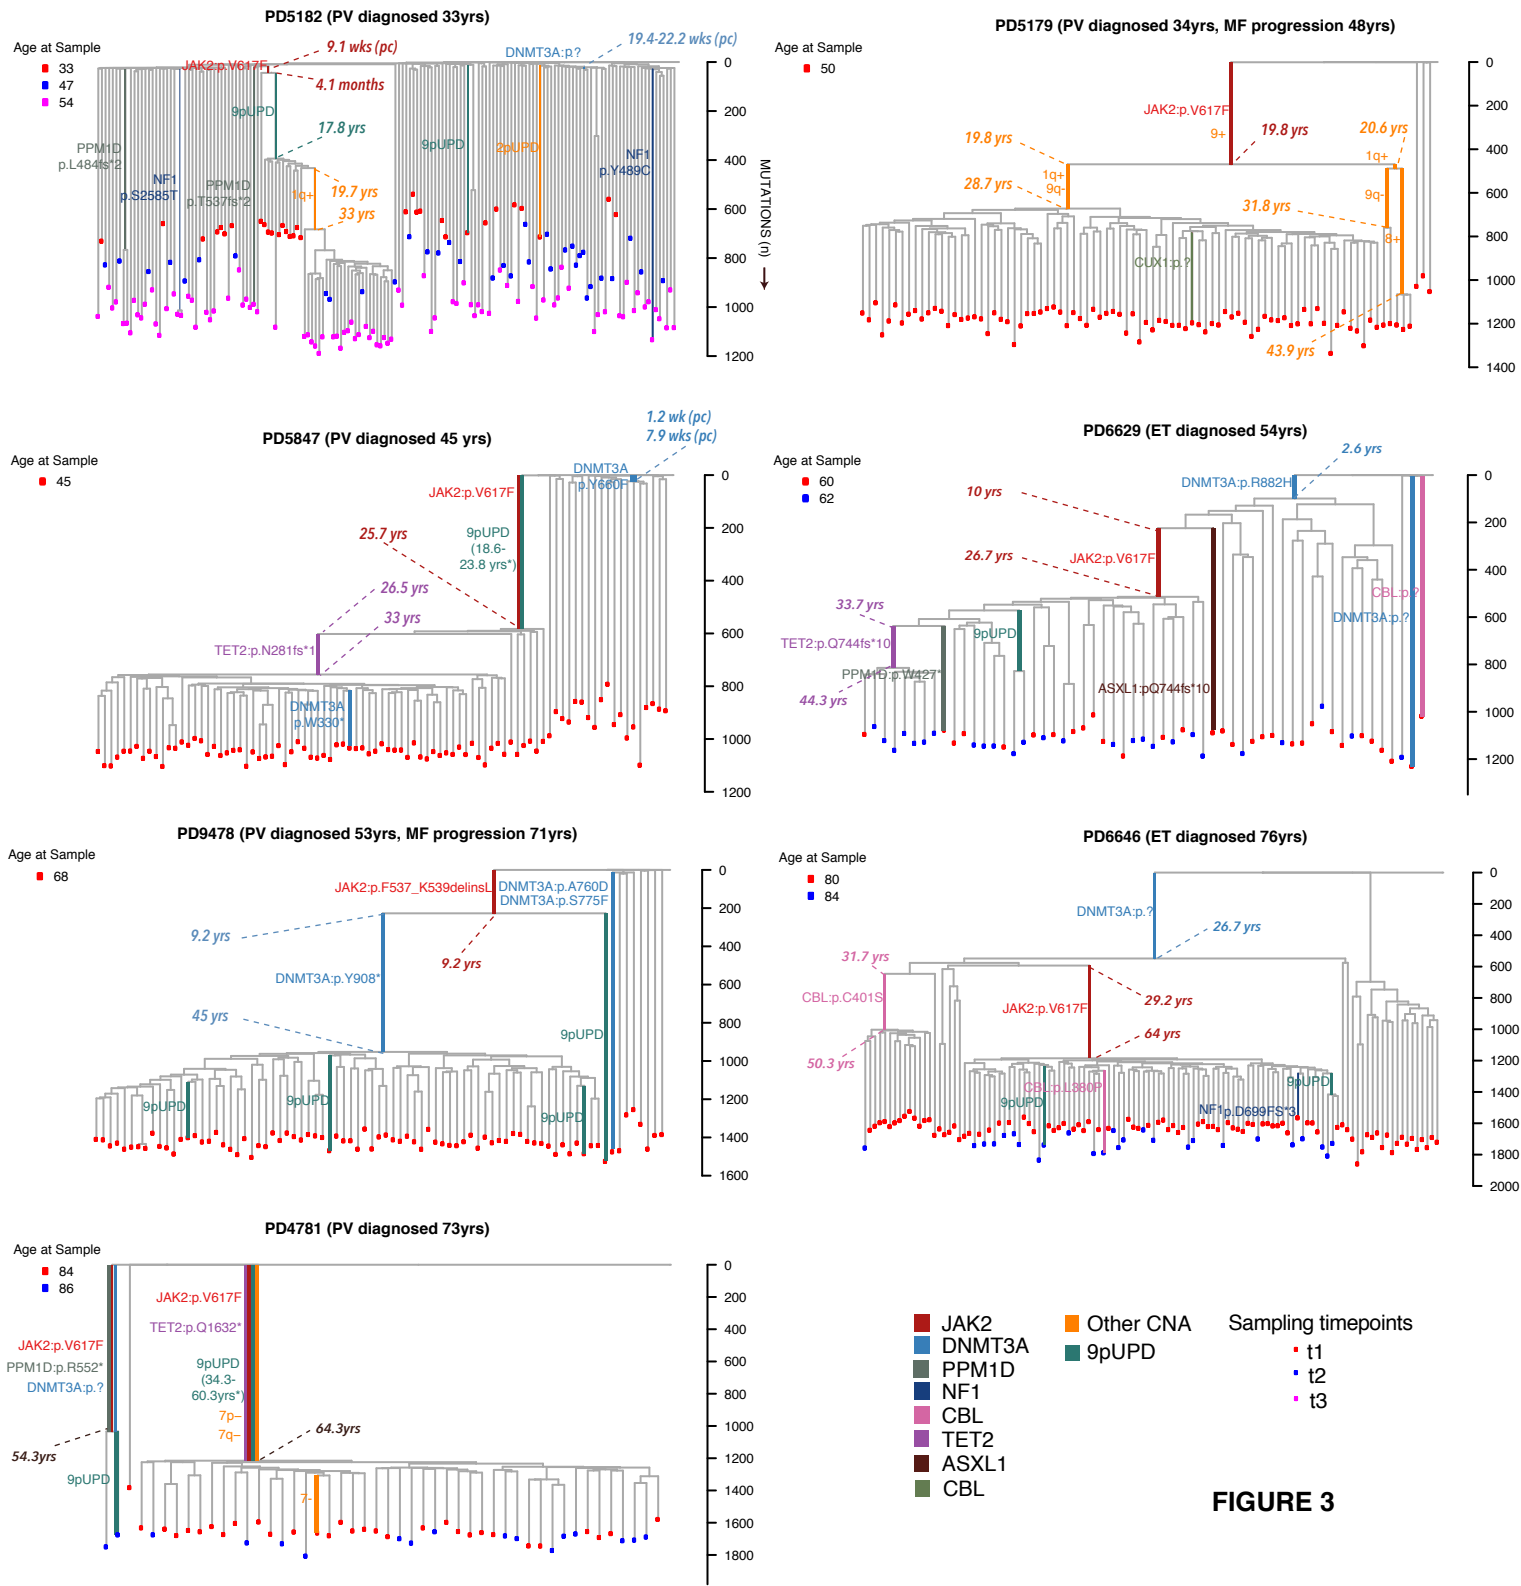 PD5182 (PV diagnosed 33yrs)
Age at Sample
33
47
54
9.1 wks (pc)
JAK2:p.V617F
4.1 months
DNMT3A:p.?
19.4-22.2 wks (pc)
9pUPD
17.8 yrs
PPM1D
p.L484fs*2
NF1
p.S2585T
PPM1D
p.T537fs*2
1q+
19.7 yrs
33 yrs
9pUPD
2pUPD
NF1
p.Y489C
0
200
400
600
800
1000
1200
MUTATIONS (n)
PD5179 (PV diagnosed 34yrs, MF progression 48yrs)
Age at Sample
50
JAK2:p.V617F
9+
19.8 yrs
19.8 yrs
20.6 yrs
1q+
1q+
9q-
28.7 yrs
9q-
31.8 yrs
8+
CUX1:p.?
43.9 yrs
0
200
400
600
800
1000
1200
1400
PD5847 (PV diagnosed 45 yrs)
Age at Sample
45
1.2 wk (pc)
7.9 wks (pc)
DNMT3A
p.Y660F
JAK2:p.V617F
9pUPD
(18.6-
23.8 yrs*)
25.7 yrs
26.5 yrs
33 yrs
TET2:p.N281fs*1
DNMT3A
p.W330*
0
200
400
600
800
1000
1200
PD6629 (ET diagnosed 54yrs)
Age at Sample
60
62
2.6 yrs
DNMT3A:p.R882H
10 yrs
26.7 yrs
JAK2:p.V617F
33.7 yrs
TET2:p.Q744fs*10
PPM1D:p.W427*
44.3 yrs
9pUPD
ASXL1:pQ744fs*10
CBL:p.?
DNMT3A:p.?
0
200
400
600
800
1000
1200
PD9478 (PV diagnosed 53yrs, MF progression 71yrs)
Age at Sample
68
JAK2:p.F537_K539delinsL
DNMT3A:p.A760D
DNMT3A:p.S775F
9.2 yrs
9.2 yrs
DNMT3A:p.Y908*
45 yrs
9pUPD
9pUPD
9pUPD
9pUPD
0
200
400
600
800
1000
1200
1400
1600
PD6646 (ET diagnosed 76yrs)
Age at Sample
80
84
DNMT3A:p.?
26.7 yrs
31.7 yrs
CBL:p.C401S
50.3 yrs
JAK2:p.V617F
29.2 yrs
64 yrs
CBL:p.L380P
9pUPD
NF1p.D699FS*3
9pUPD
0
200
400
600
800
1000
1200
1400
1600
1800
2000
PD4781 (PV diagnosed 73yrs)
Age at Sample
84
86
JAK2:p.V617F
PPM1D:p.R552*
DNMT3A:p.?
54.3yrs
9pUPD
JAK2:p.V617F
TET2:p.Q1632*
9pUPD
(34.3-
60.3yrs*)
7p-
7q-
64.3yrs
7-
0
200
400
600
800
1000
1200
1400
1600
1800
JAK2
DNMT3A
PPM1D
NF1
CBL
TET2
ASXL1
CBL
Other CNA
9pUPD
Sampling timepoints
t1
t2
t3
FIGURE 3